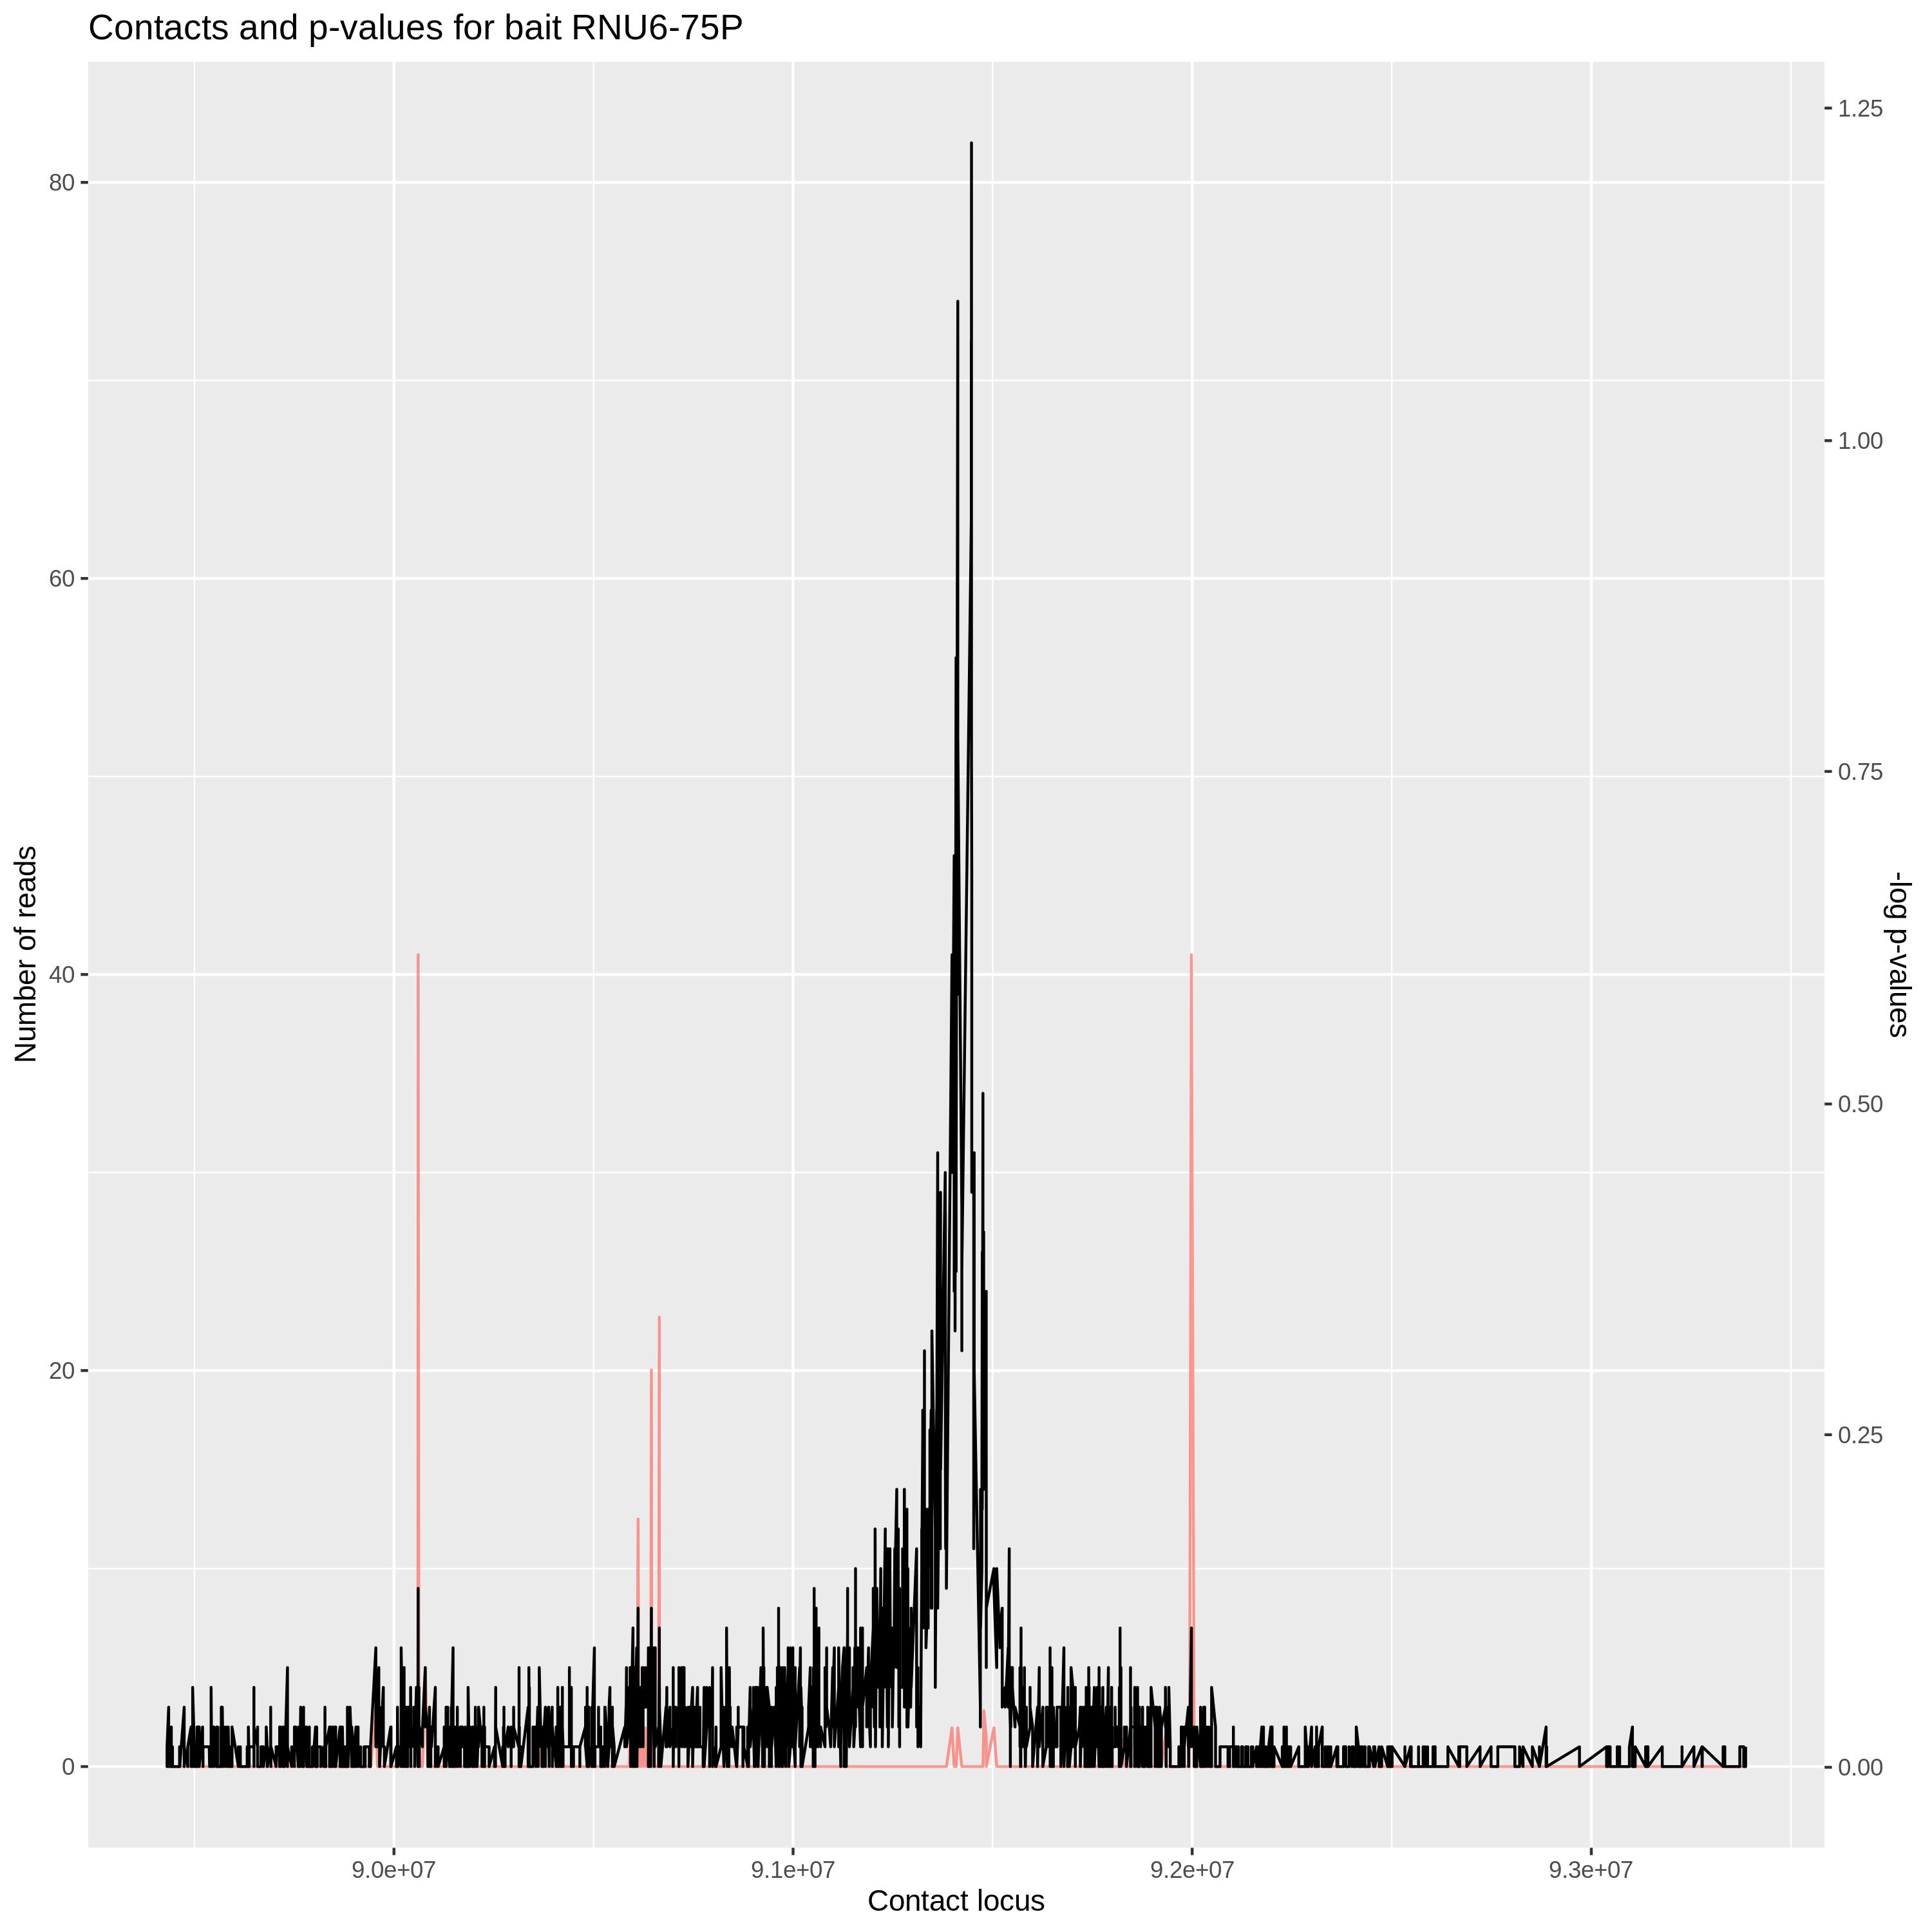 Contacts and p-values for bait RNU6-75P
Number of reads
80
60
40
20
0
1.25
1.00
0.75
0.50
0.25
0.00
-log p-values
9.0e+07 9.1e+07 9.2e+07 9.3e+07
Contact locus